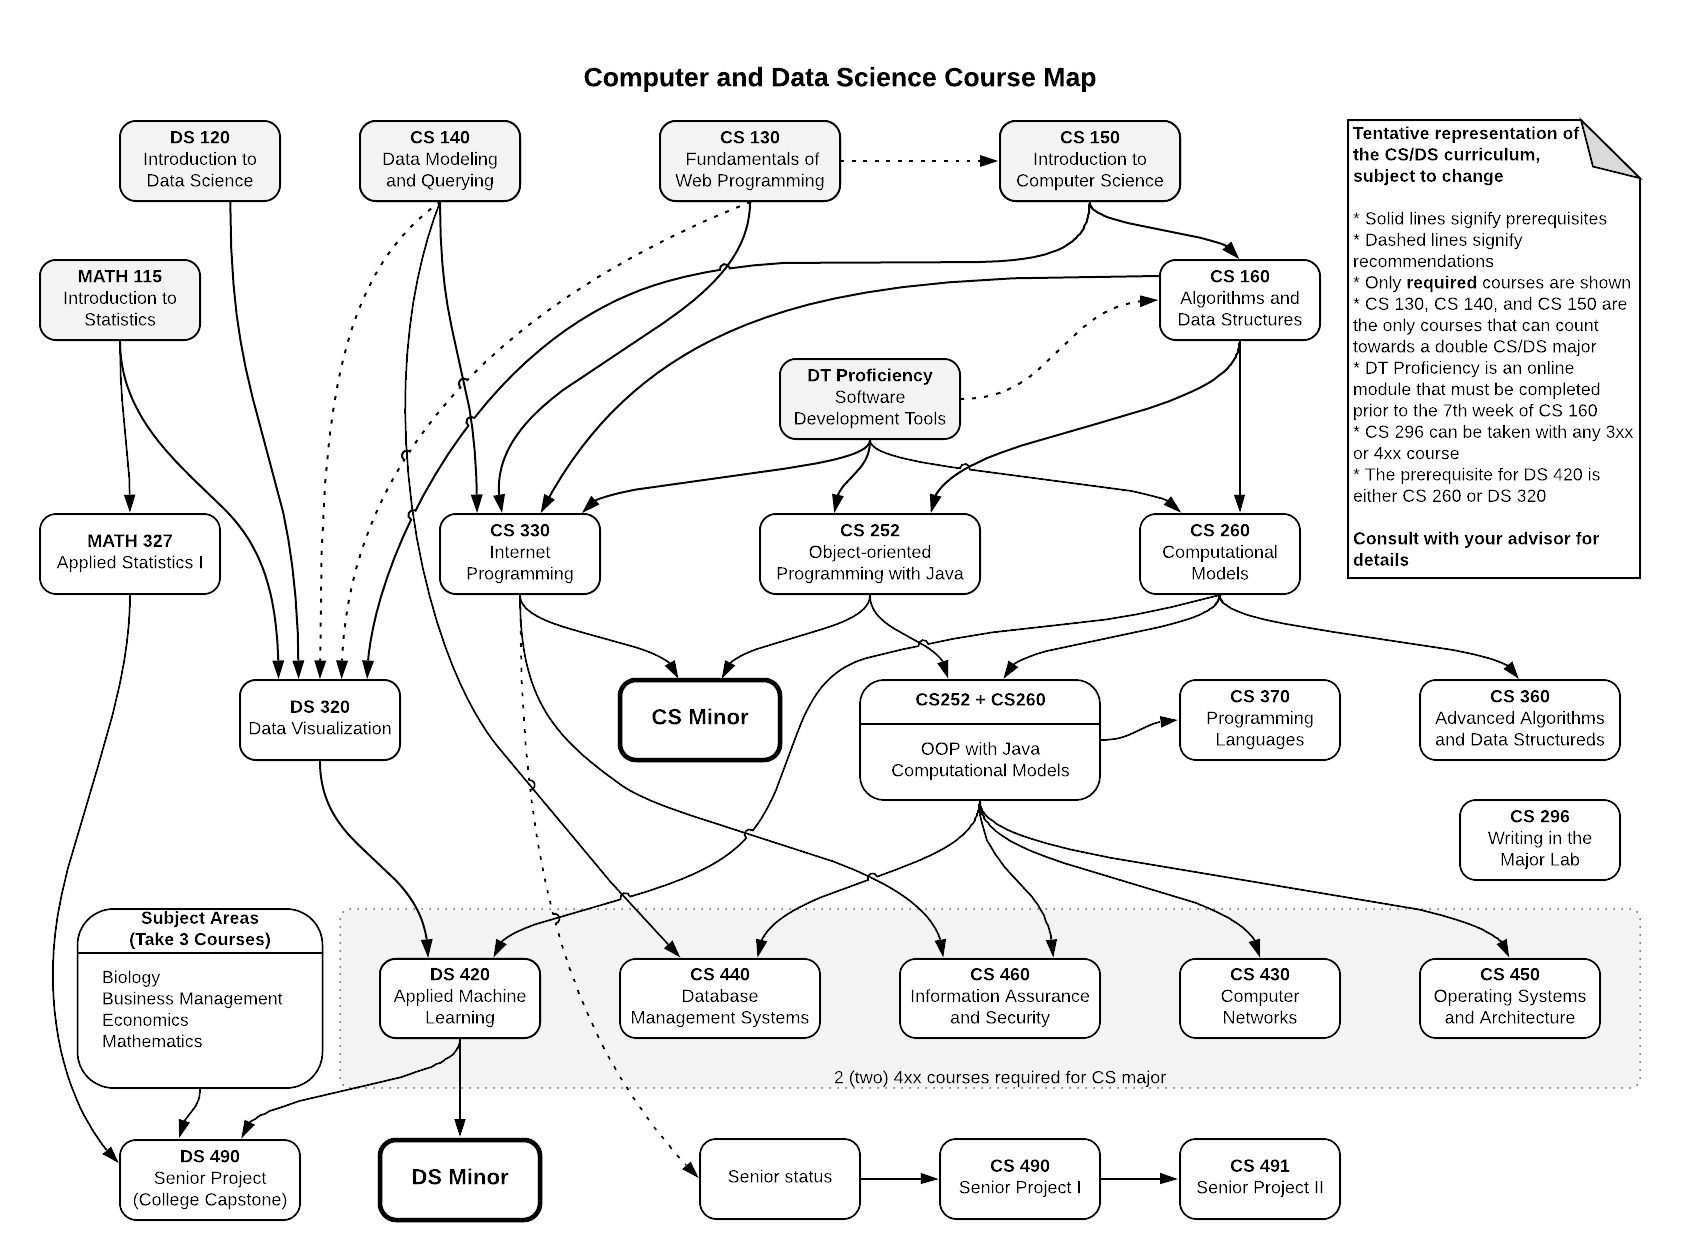 Computer and Data Science Course Map
DS 120
Introduction to
Data Science
CS 140
Data Modeling
and Querying
CS 130
Fundamentals of
Web Programming
CS 150
Introduction to
Computer Science
Tentative representation of
the CS/DS curriculum,
subject to change
* Solid lines signify prerequisites
* Dashed lines signify
recommendations
* Only required courses are shown
* CS 130, CS 140, and CS 150 are
the only courses that can count
towards a double CS/DS major
* DT Proficiency is an online
module that must be completed
prior to the 7th week of CS 160
* CS 296 can be taken with any 3xx
or 4xx course
* The prerequisite for DS 420 is
either CS 260 or DS 320
Consult with your advisor for
details
MATH 115
Introduction to
Statistics
CS 160
Algorithms and
Data Structures
DT Proficiency
Software
Development Tools
MATH 327
Applied Statistics I
CS 330
Internet
Programming
CS 252
Object-oriented
Programming with Java
CS 260
Computational
Models
DS 320
Data Visualization
CS Minor
CS252 + CS260
OOP with Java
Computational Models
CS 370
Programming
Languages
CS 360
Advanced Algorithms
and Data Structureds
CS 296
Writing in the
Major Lab
Subject Areas
(Take 3 Courses)
Biology
Business Management
Economics
Mathematics
DS 420
Applied Machine
Learning
CS 440
Database
Management Systems
CS 460
Information Assurance
and Security
CS 430
Computer
Networks
CS 450
Operating Systems
and Architecture
2 (two) 4xx courses required for CS major
DS 490
Senior Project
(College Capstone)
DS Minor
Senior status
CS 490
Senior Project I
CS 491
Senior Project II